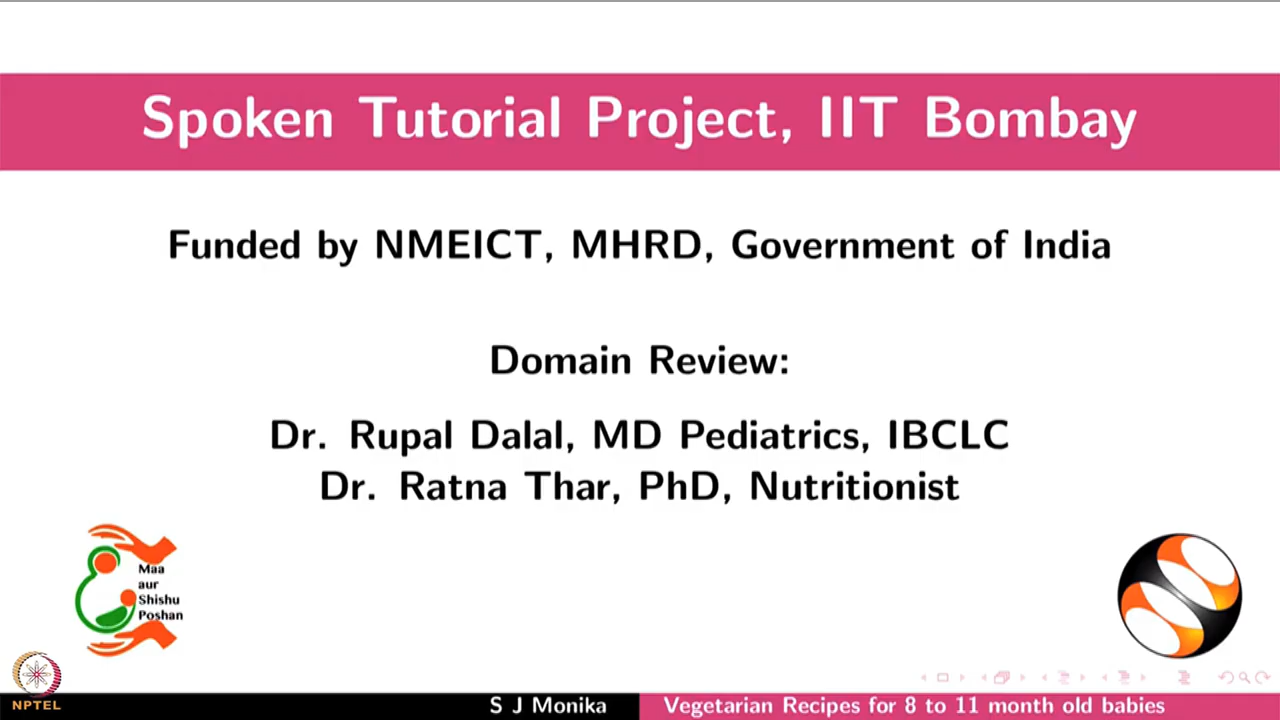 Spoken Tutorial Project, IIT Bombay
Funded by NMEICT, MHRD, Government of India
Domain Review:
Dr. Rupal Dalal, MD Pediatrics, IBCLC
Dr. Ratna Thar, PhD, Nutritionist
Maa
aur
Shishu
Poshan
NPTEL
S J Monika
Vegetarian Recipes for 8 to 11 month old babies